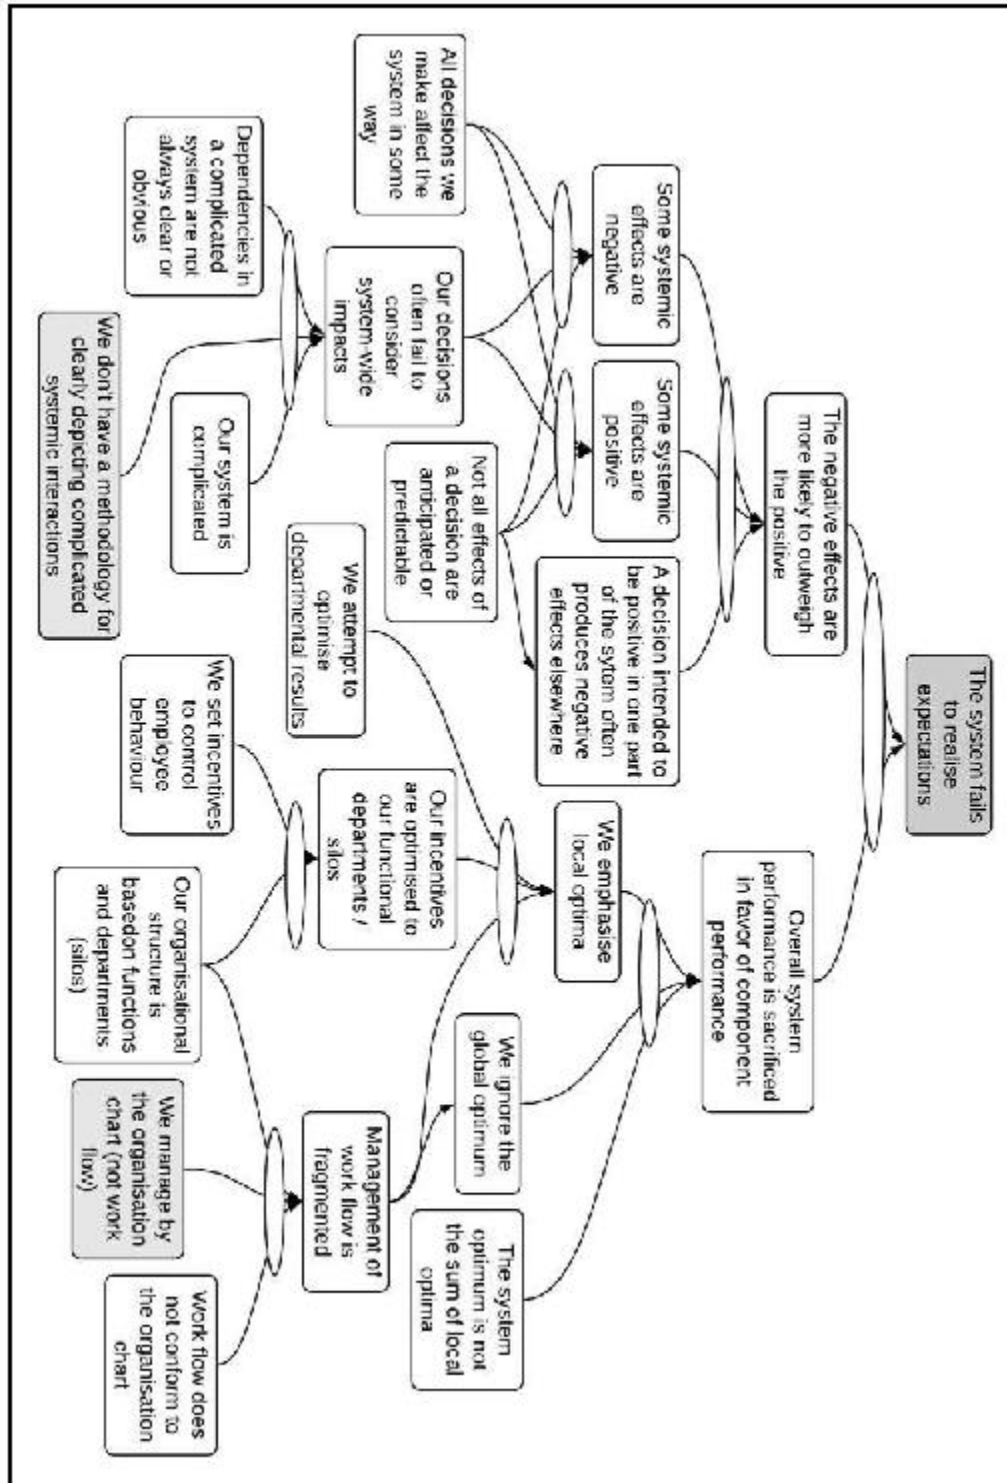 The system fails
to realise
expectations
The negative effects are
more likely to outweigh
the positive
Overall system
performance is sacrificed
in favor of component
performance
Some systemic
effects are
negative
Some systemic
effects are
positive
A decision intended to
be positive in one part
of the sytem often
produces negative
effects elsewhere
We emphasise
local optima
We ignore the
global optimum
The system
optimum is not
the sum of local
optima
All decisions we
make affect the
system in some
way
Our decisions
often fail to
consider
system-wide
impacts
Not all effects of
a decision are
anticipated or
predictable
We attempt to
optimise
departmental results
Our incentives
are optimised to
our functional
departments /
silos
Management of
work flow is
fragmented
Dependencies in
a complicated
system are not
always clear or
obvious
We don't have a methodology for
clearly depicting complicated
systemic interactions
Our system is
complicated
We set incentives
to control
employee
behaviour
Our organisational
structure is
basedon functions
and departments
(silos)
We manage by
the organisation
chart (not work
flow)
Work flow does
not conform to
the organisation
chart